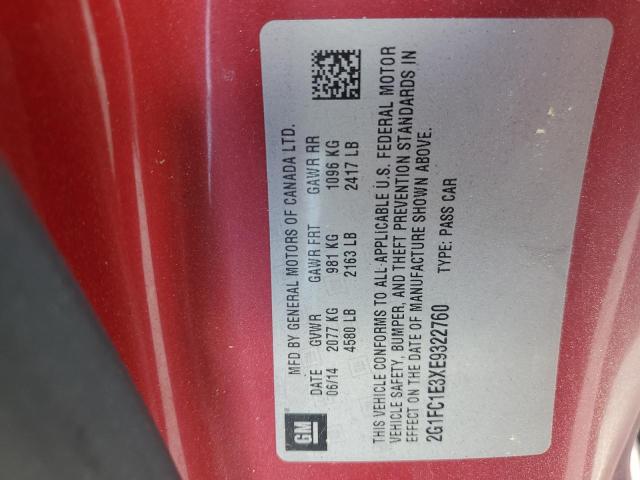 GM
MFD BY GENERAL MOTORS OF CANADA LTD.
DATE GVWR GAWR FRT GAWR RR
06/14 2077 KG 981 KG 1096 KG
4580 LB 2163 LB 2417 LB
THIS VEHICLE CONFORMS TO ALL APPLICABLE U.S. FEDERAL MOTOR
VEHICLE SAFETY, BUMPER, AND THEFT PREVENTION STANDARDS IN
EFFECT ON THE DATE OF MANUFACTURE SHOWN ABOVE.
2G1FC1E3XE9322760 TYPE: PASS CAR